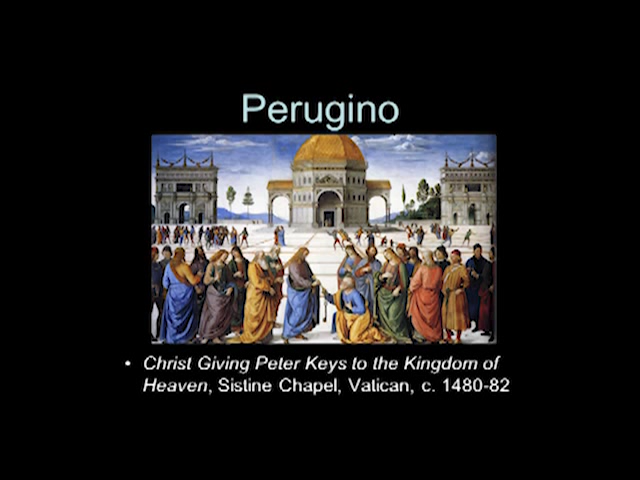 Perugino
• Christ Giving Peter Keys to the Kingdom of
Heaven, Sistine Chapel, Vatican, c. 1480-82